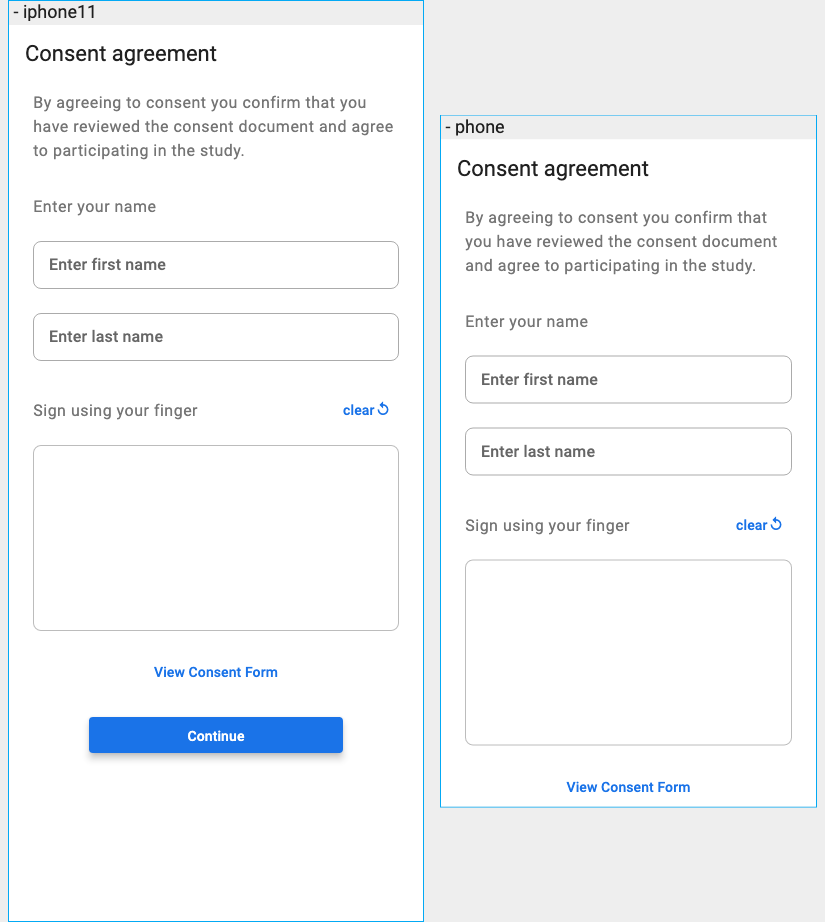 - iphone11
Consent agreement
By agreeing to consent you confirm that you
have reviewed the consent document and agree
to participating in the study.
Enter your name
Enter first name
Enter last name
Sign using your finger
clear
View Consent Form
Continue
- phone
Consent agreement
By agreeing to consent you confirm that
you have reviewed the consent document
and agree to participating in the study.
Enter your name
Enter first name
Enter last name
Sign using your finger
clear
View Consent Form